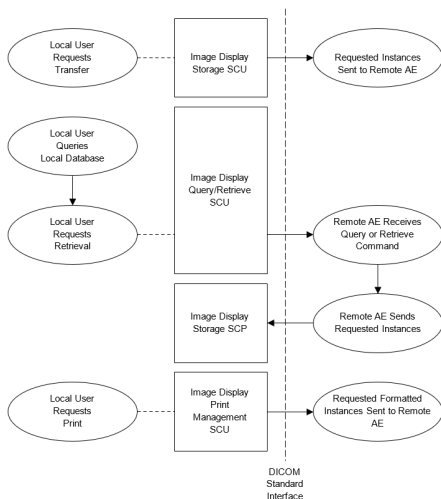 Local User
Requests
Transfer
Image Display
Storage SCU
Requested Instances
Sent to Remote AE
Local User
Queries
Local Database
Image Display
Query/Retrieve
SCU
Local User
Requests
Retrieval
Remote AE Receives
Query or Retrieve
Command
Image Display
Storage SCP
Remote AE Sends
Requested Instances
Local User
Requests
Print
Image Display
Print
Management
SCU
Requested Formatted
Instances Sent to Remote
AE
DICOM
Standard
Interface